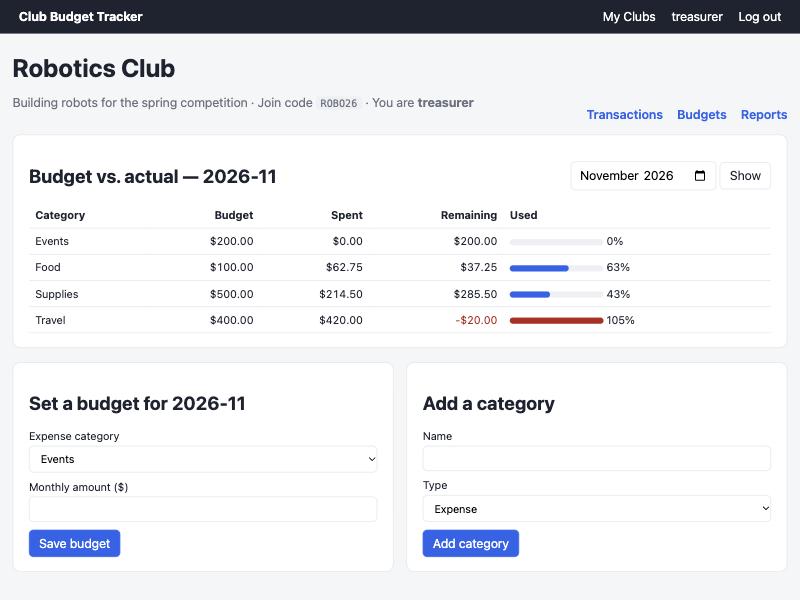 Club Budget Tracker My Clubs treasurer Log out
Robotics Club
Building robots for the spring competition · Join code ROBO26 · You are treasurer
Transactions Budgets Reports
Budget vs. actual — 2026-11 November 2026 Show
Category Budget Spent Remaining Used
Events $200.00 $0.00 $200.00 0%
Food $100.00 $62.75 $37.25 63%
Supplies $500.00 $214.50 $285.50 43%
Travel $400.00 $420.00 -$20.00 105%
Set a budget for 2026-11
Expense category
Events
Monthly amount ($)
Save budget
Add a category
Name
Type
Expense
Add category